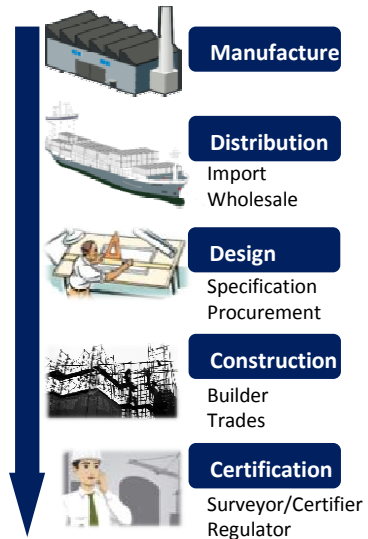 Manufacture
Distribution
Import
Wholesale
Design
Specification
Procurement
Construction
Builder
Trades
Certification
Surveyor/Certifier
Regulator